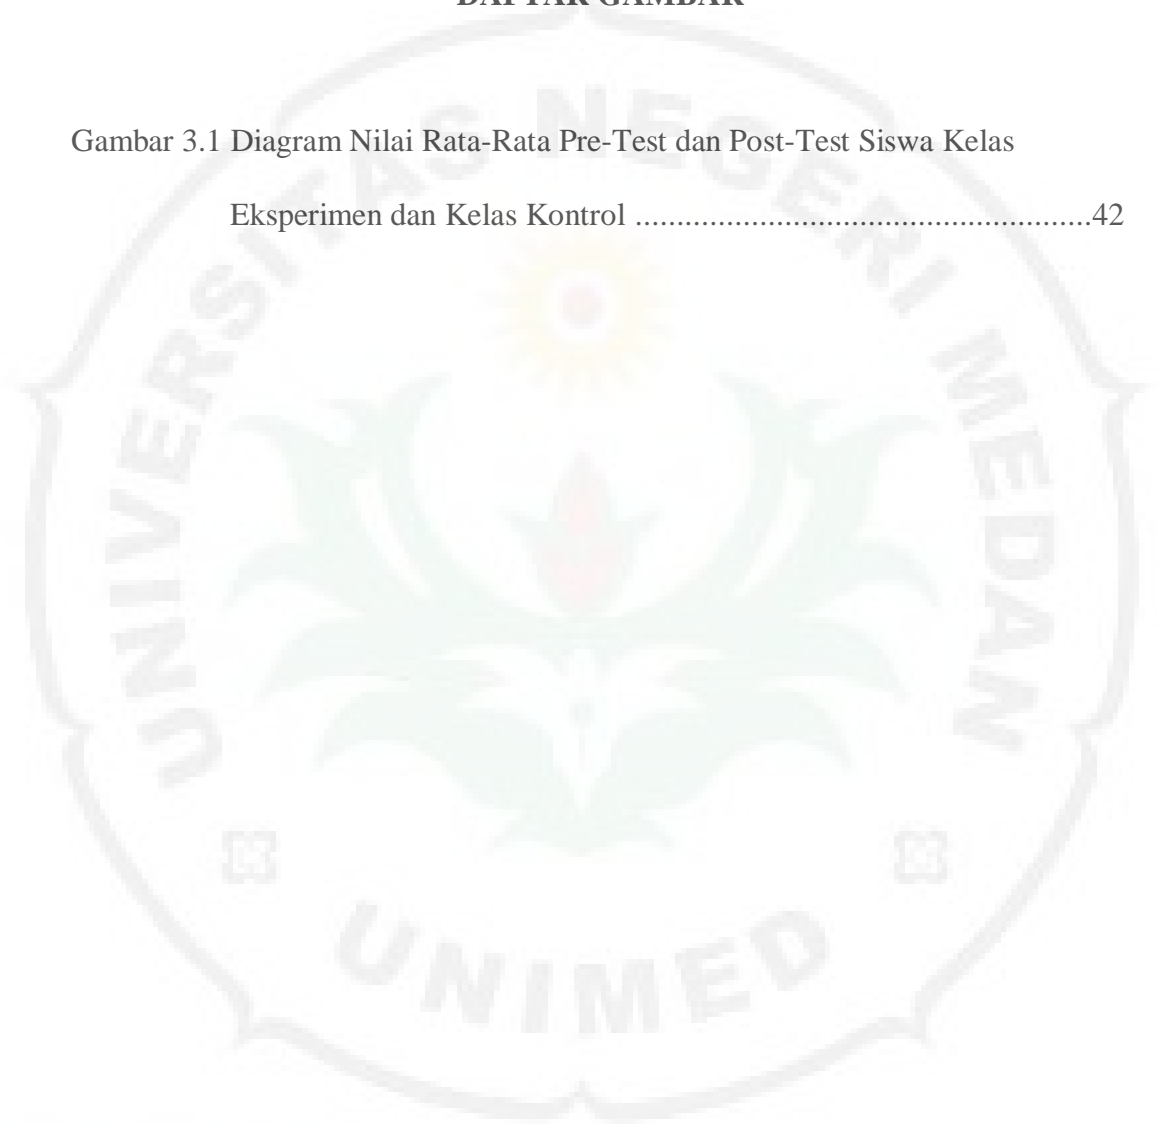 DAFTAR GAMBAR
Gambar 3.1 Diagram Nilai Rata-Rata Pre-Test dan Post-Test Siswa Kelas
Eksperimen dan Kelas Kontrol .......................................................42
UNIVERSITAS NEGERI MEDAN
UNIMED